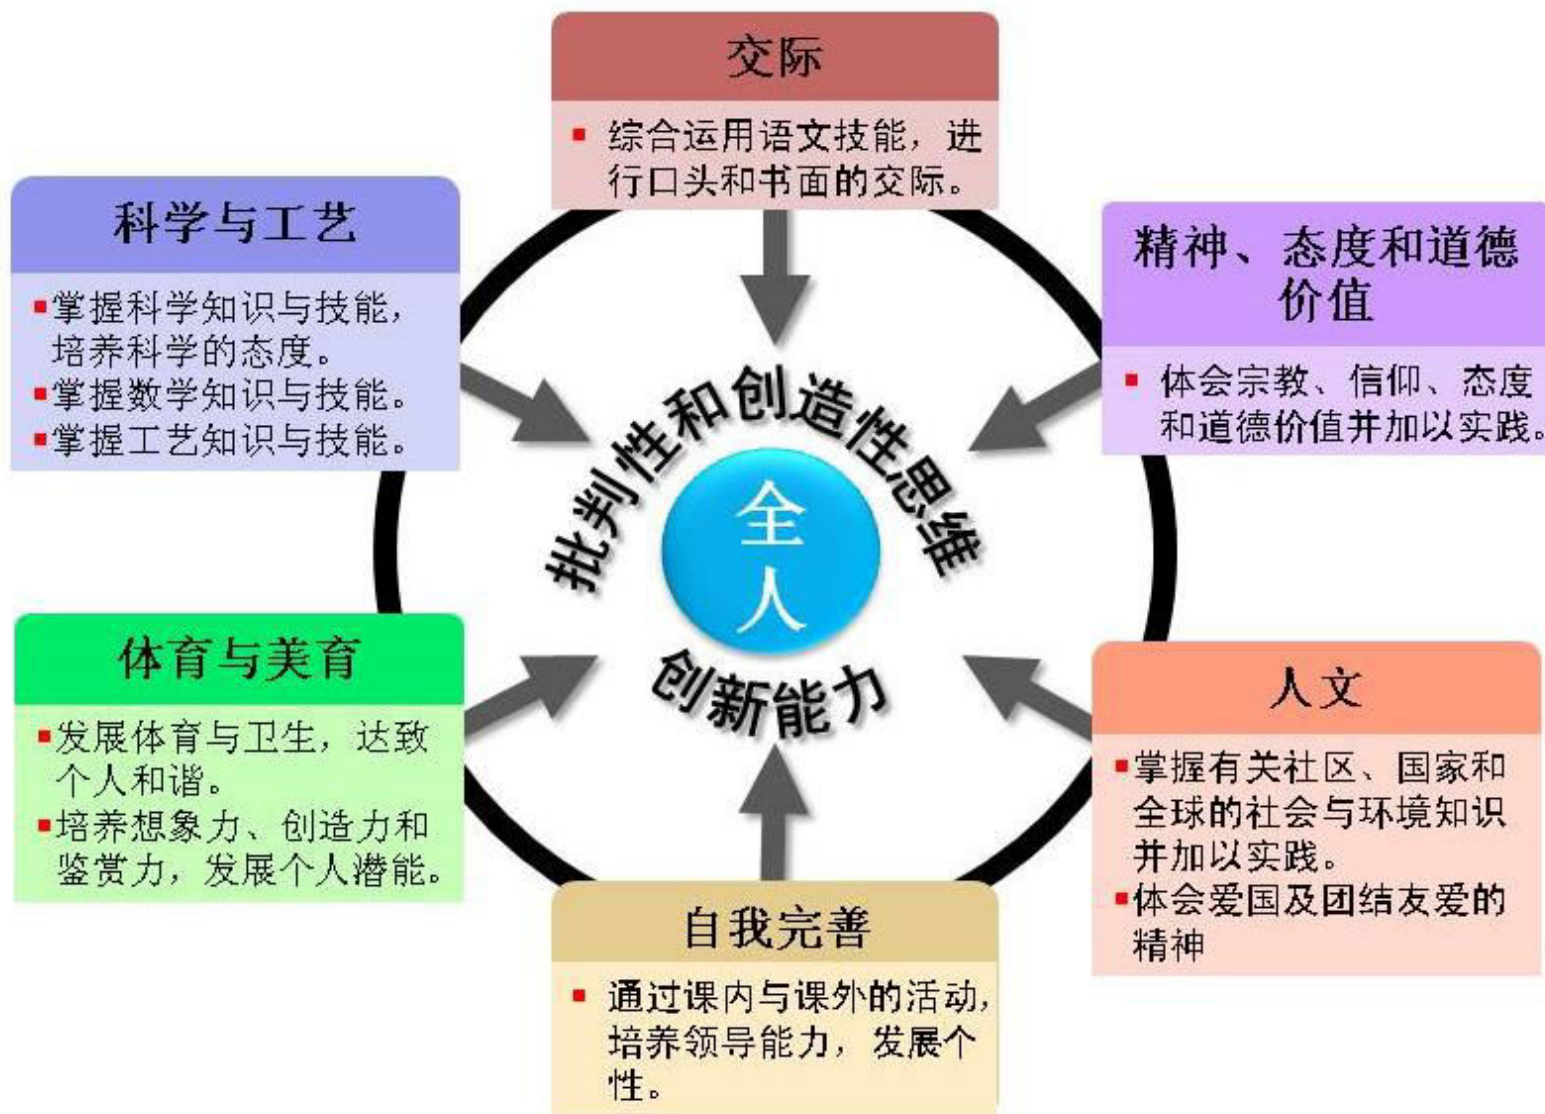 交际
综合运用语文技能，进
行口头和书面的交际。
科学与工艺
掌握科学知识与技能，
培养科学的态度。
掌握数学知识与技能。
掌握工艺知识与技能。
精神、态度和道德
价值
体会宗教、信仰、态度
和道德价值并加以实践。
批判性和创造性思维
全
人
创新能力
体育与美育
发展体育与卫生，达致
个人和谐。
培养想象力、创造力和
鉴赏力，发展个人潜能。
人文
掌握有关社区、国家和
全球的社会与环境知识
并加以实践。
体会爱国及团结友爱的
精神
自我完善
通过课内与课外的活动，
培养领导能力，发展个
性。